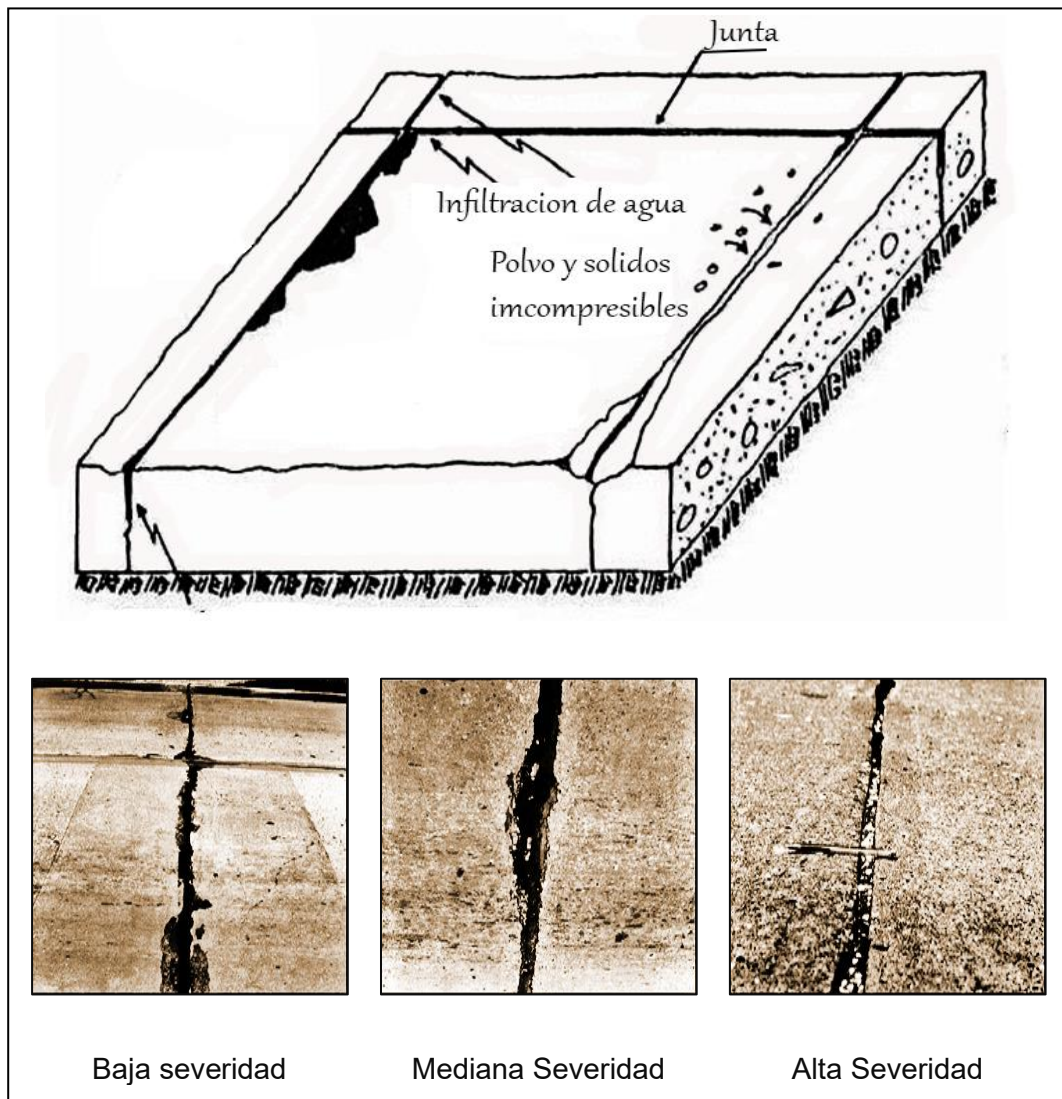 Junta
Infiltracion de agua
Polvo y solidos
imcompresibles
Baja severidad
Mediana Severidad
Alta Severidad